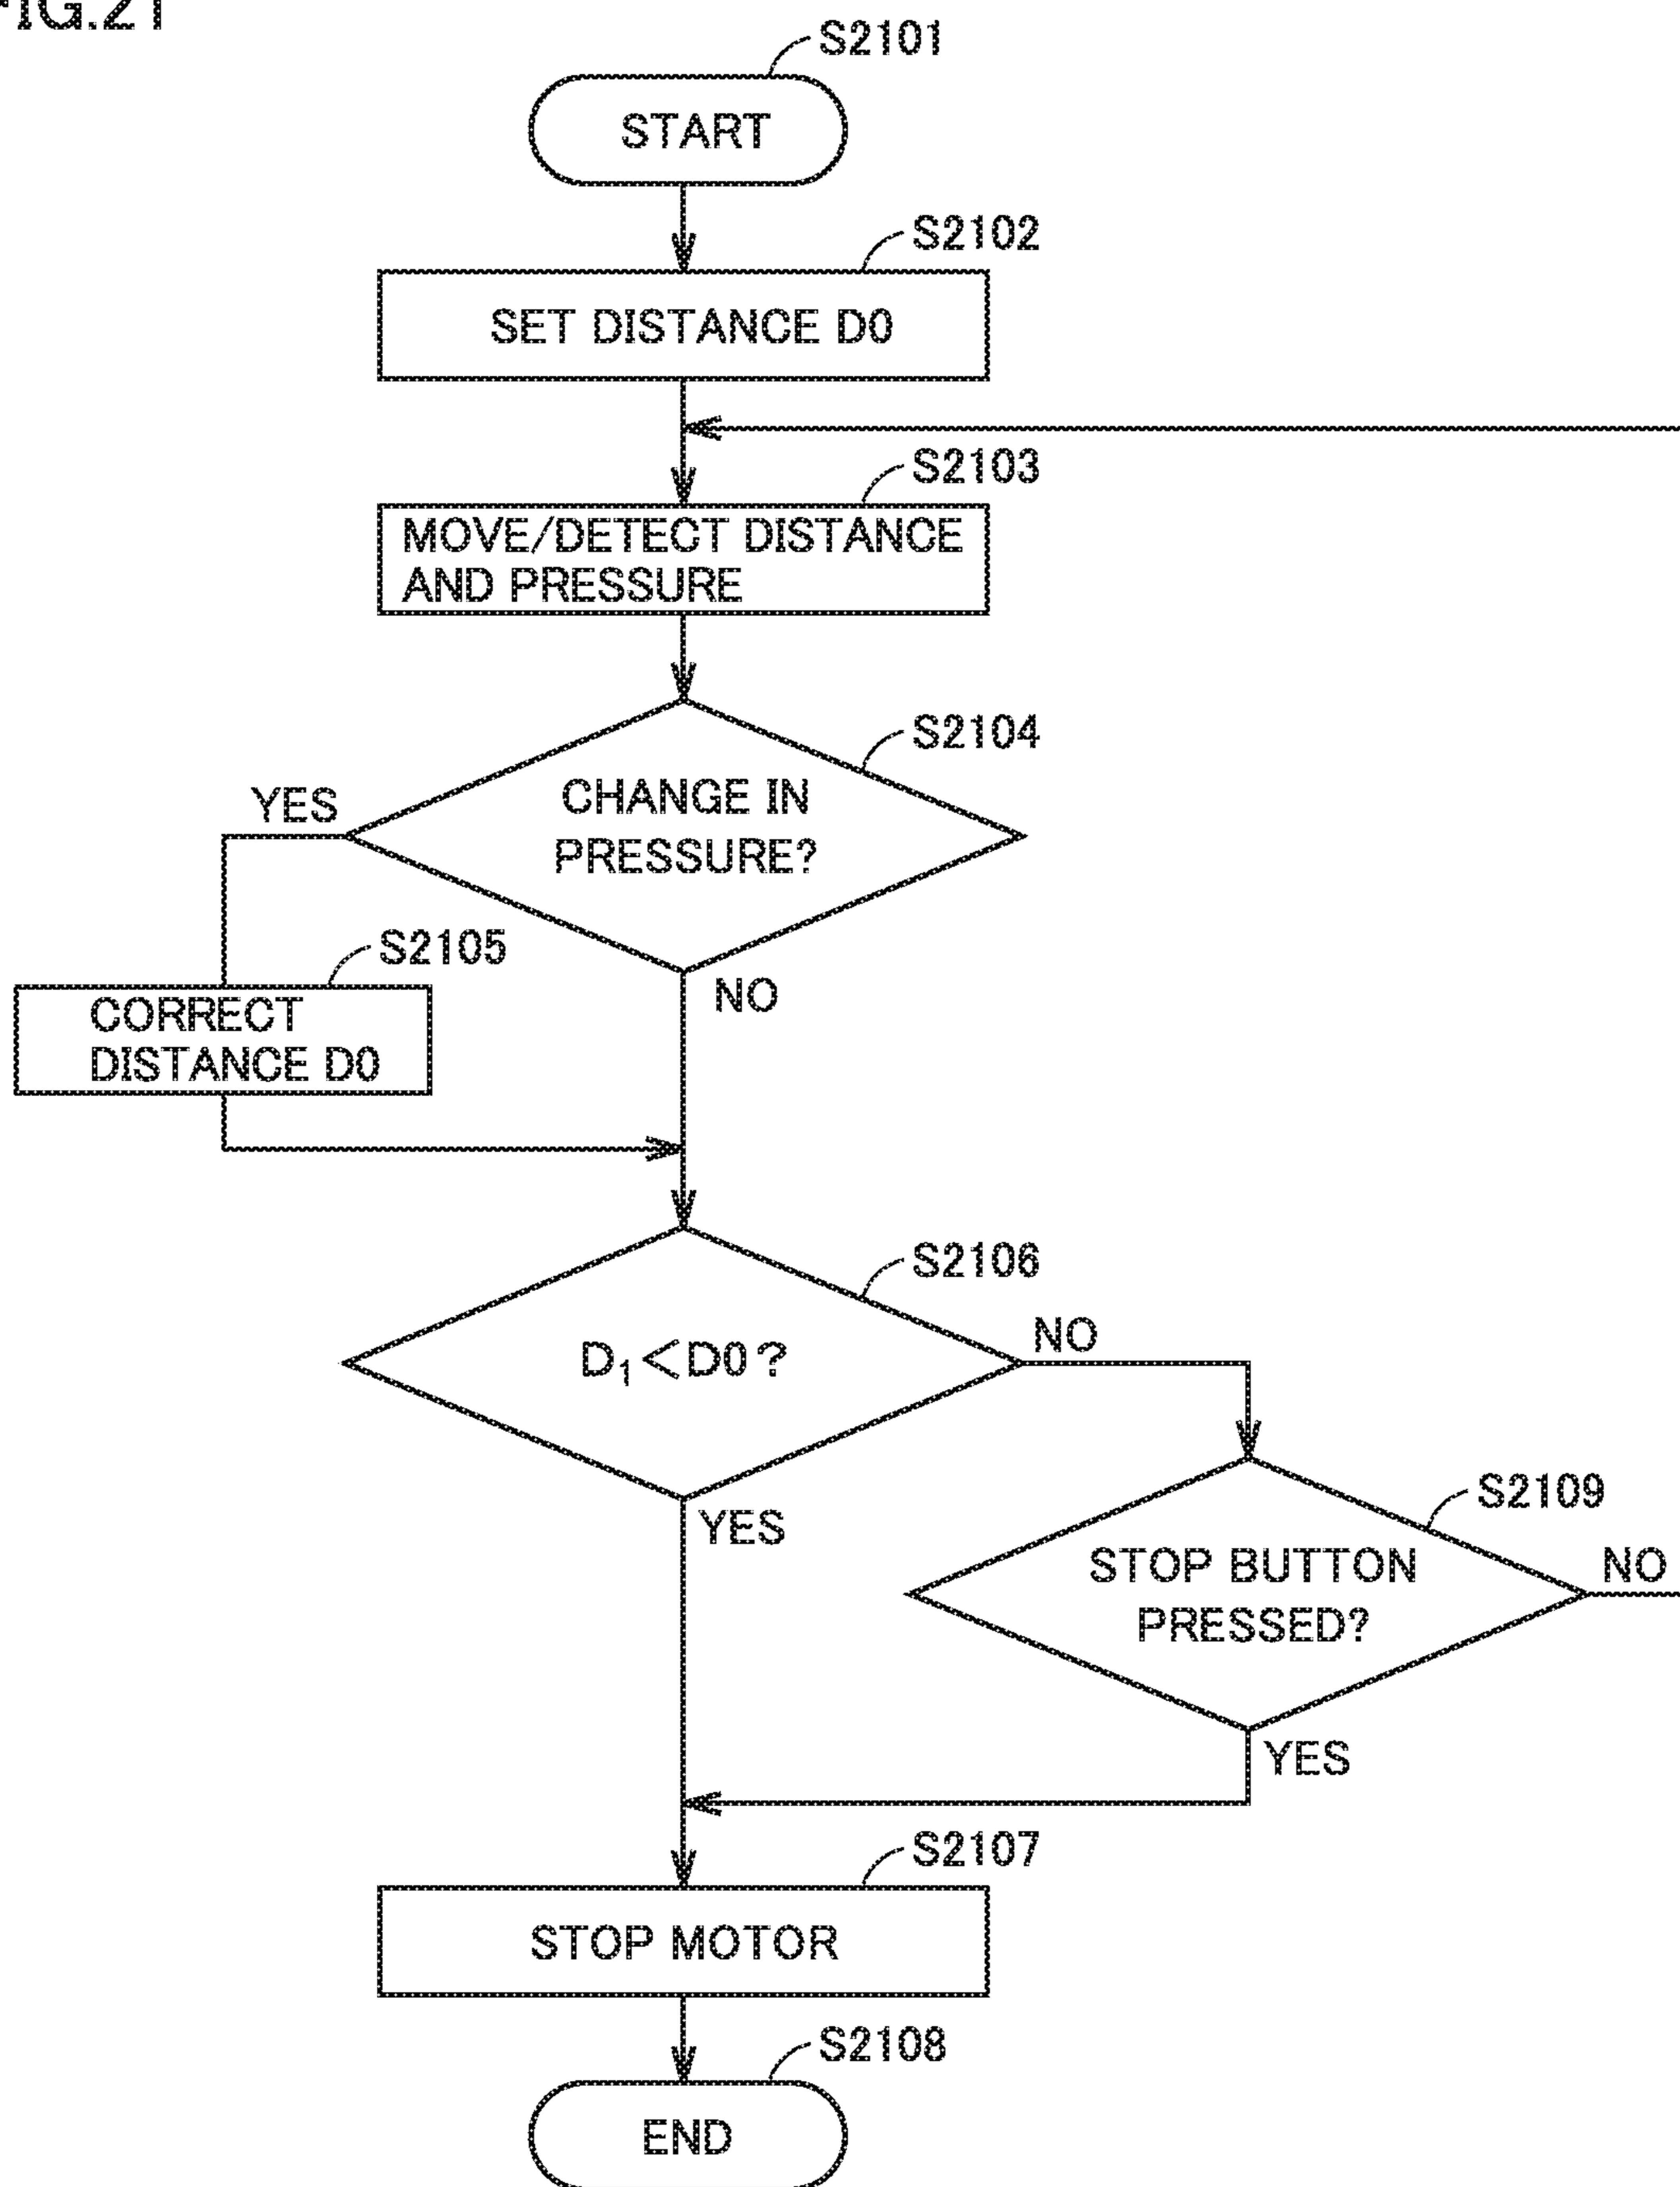 FIG.21
S2101
START
S2102
SET DISTANCE D0
S2103
MOVE/DETECT DISTANCE
AND PRESSURE
S2104
CHANGE IN
PRESSURE?
YES
NO
S2105
CORRECT
DISTANCE D0
S2106
D₁<D0?
NO
YES
S2109
STOP BUTTON
PRESSED?
NO
YES
S2107
STOP MOTOR
S2108
END